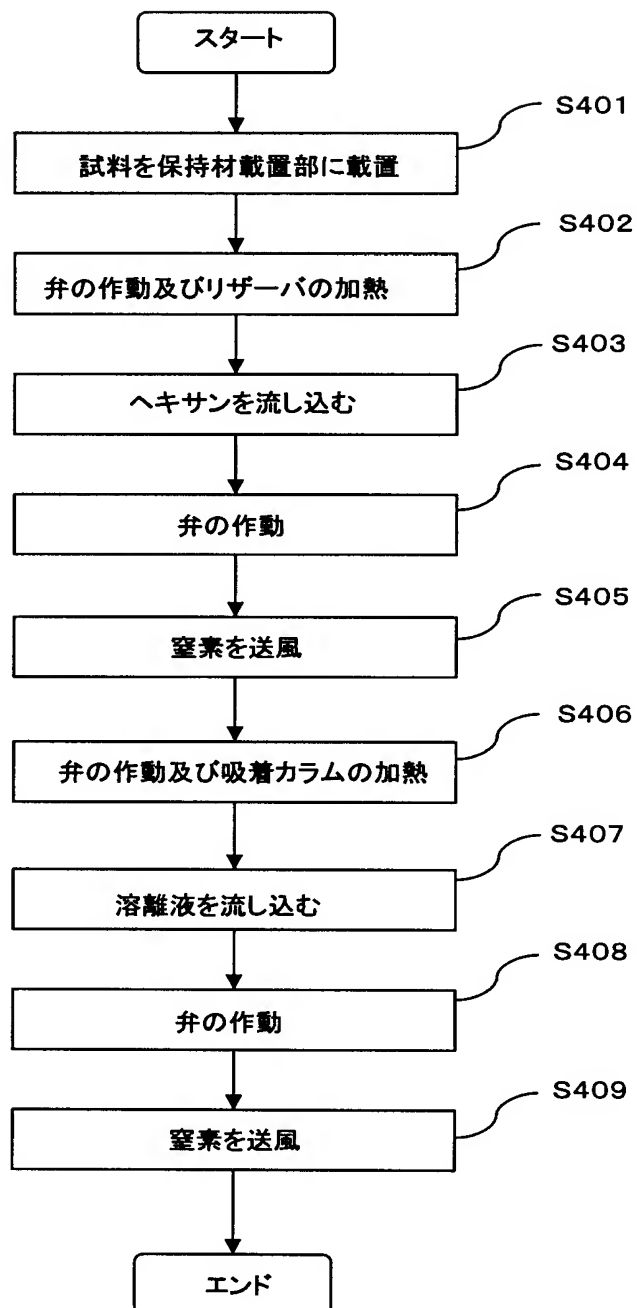 スタート
S401
試料を保持材載置部に載置
S402
弁の作動及びリザーバの加熱
S403
ヘキサンを流し込む
S404
弁の作動
S405
窒素を送風
S406
弁の作動及び吸着カラムの加熱
S407
溶離液を流し込む
S408
弁の作動
S409
窒素を送風
エンド